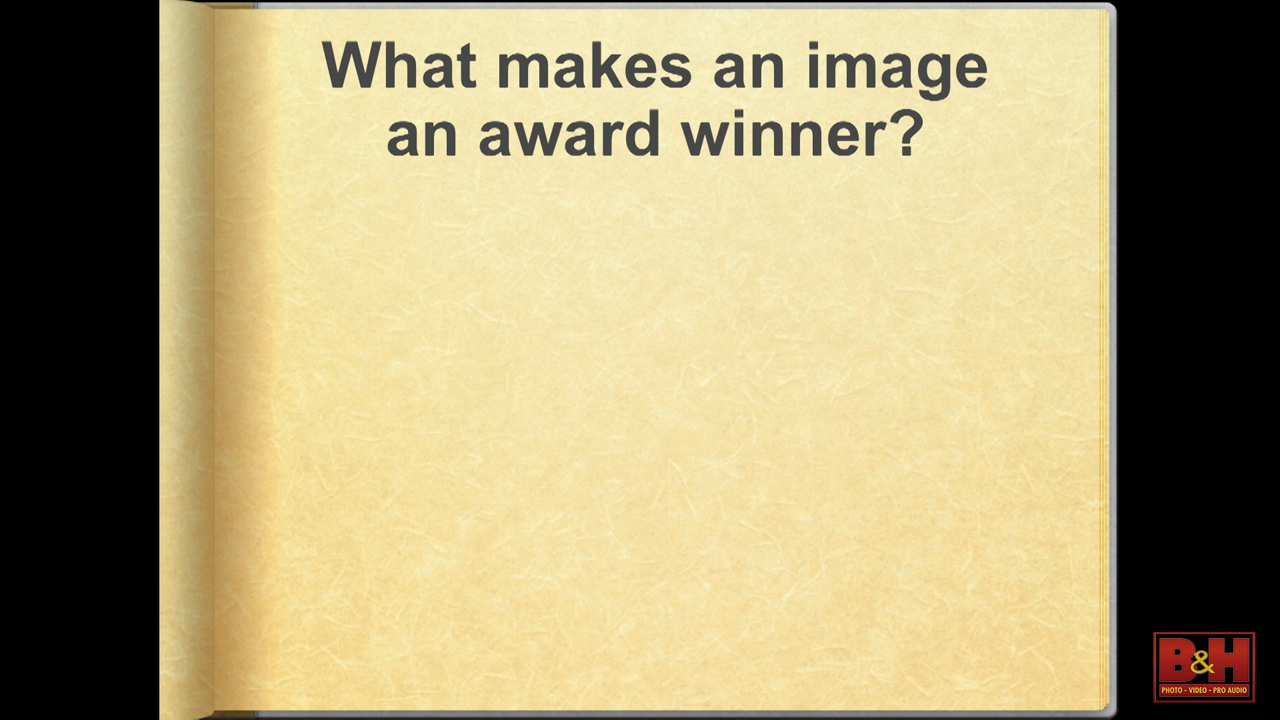 What makes an image
an award winner?
B&H
PHOTO - VIDEO - PRO AUDIO